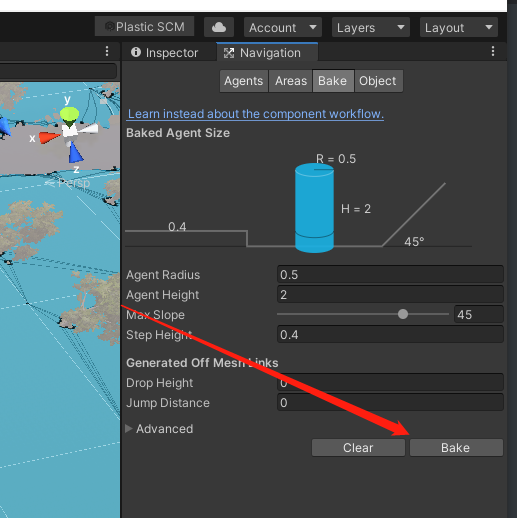 Plastic SCM Account Layers Layout
Inspector Navigation
Agents Areas Bake Object
Learn instead about the component workflow.
Baked Agent Size
R = 0.5
H = 2
0.4
45°
Agent Radius 0.5
Agent Height 2
Max Slope 45
Step Height 0.4
Generated Off Mesh Links
Drop Height 0
Jump Distance 0
Advanced
Clear Bake
y
x
z
Persp